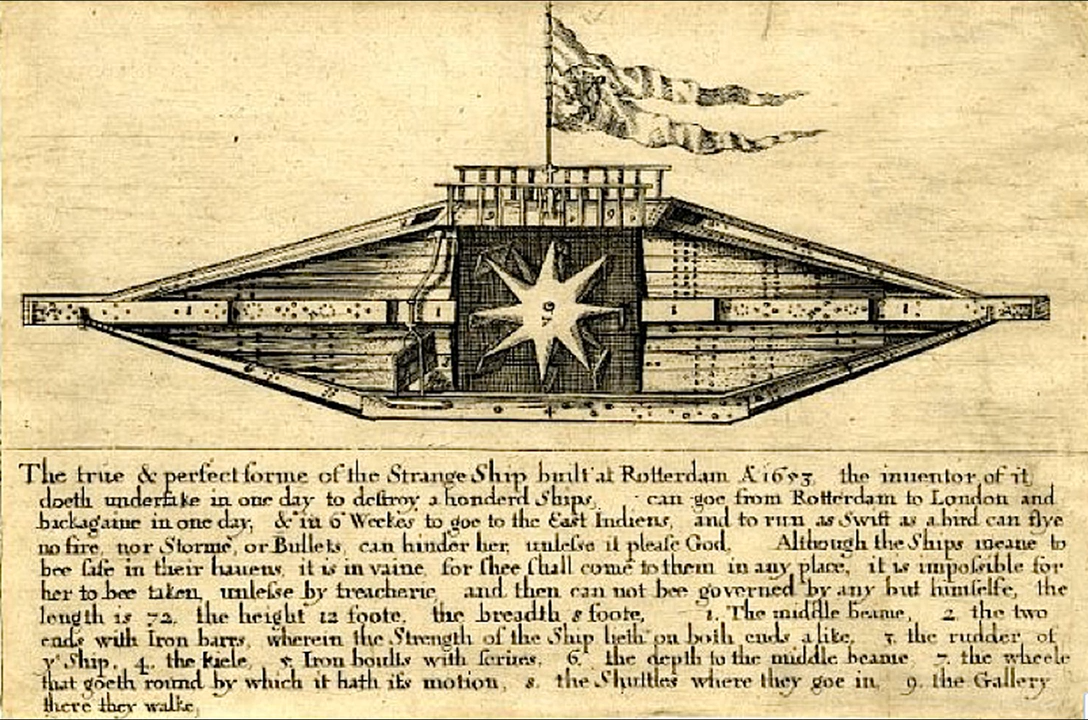 The true & perfect forme of the Strange Ship built at Rotterdam A 1653, the inuentor of it,
doeth undertake in one day to destroy a honderd Ships, can goe from Rotterdam to London and
backagaine in one day, & in 6 Weekes to goe to the East Indiens, and to run as Swift as a bird can flye
no fire, nor Storme, or Bullets, can hinder her, unlesse it please God, Although the Ships meane to
bee safe in their hauens, it is in vaine, for shee shall come to them in any place, it is impossible for
her to bee taken, unlesse by treacherie, and then can not bee governed by any but himselfe, the
length is 72, the height 12 foote, the breadth 8 foote, 1. The middle beame, 2. the two
ends with Iron barrs, wherein the Strength of the Ship lieth on both ends alike, 3. the rudder of
yᵉ Ship, 4. the kiele, 5. Iron boults with scrues, 6. the depth to the middle beame, 7. the wheele
that goeth round by which it hath its motion, 8. the Shuttles where they goe in, 9. the Gallery
there they walke,